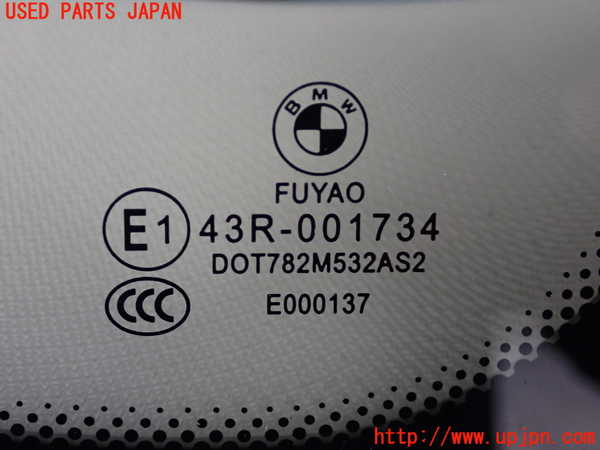 USED PARTS JAPAN
BMW
FUYAO
E1 43R-001734
DOT782M532AS2
CCC E000137
http://www.upjpn.com/